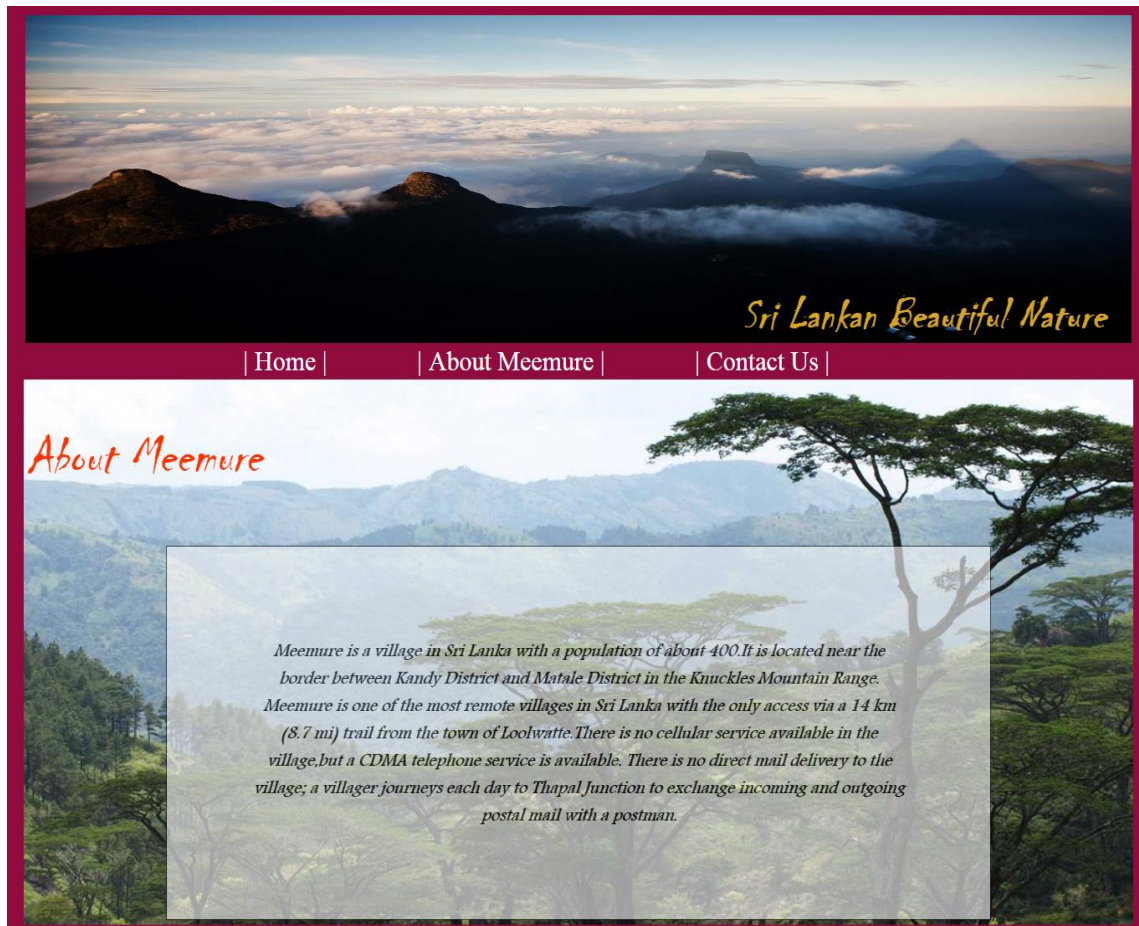 Sri Lankan Beautiful Nature
| Home | | About Meemure | | Contact Us |
About Meemure
Meemure is a village in Sri Lanka with a population of about 400.It is located near the
border between Kandy District and Matale District in the Knuckles Mountain Range.
Meemure is one of the most remote villages in Sri Lanka with the only access via a 14 km
(8.7 mi) trail from the town of Loolwatte.There is no cellular service available in the
village,but a CDMA telephone service is available. There is no direct mail delivery to the
village; a villager journeys each day to Thapal Junction to exchange incoming and outgoing
postal mail with a postman.